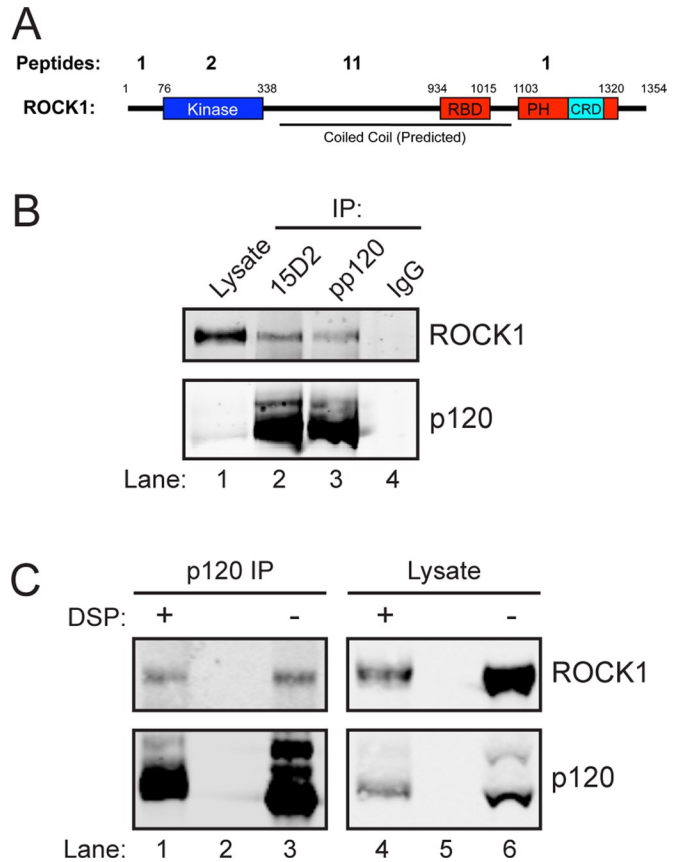 A
Peptides: 1 2 11 1
1 76 338 934 1015 1103 1320 1354
ROCK1: Kinase RBD PH CRD
Coiled Coil (Predicted)
B
IP:
Lysate 15D2 pp120 IgG
ROCK1
p120
Lane: 1 2 3 4
C
p120 IP Lysate
DSP: + - + -
ROCK1
p120
Lane: 1 2 3 4 5 6